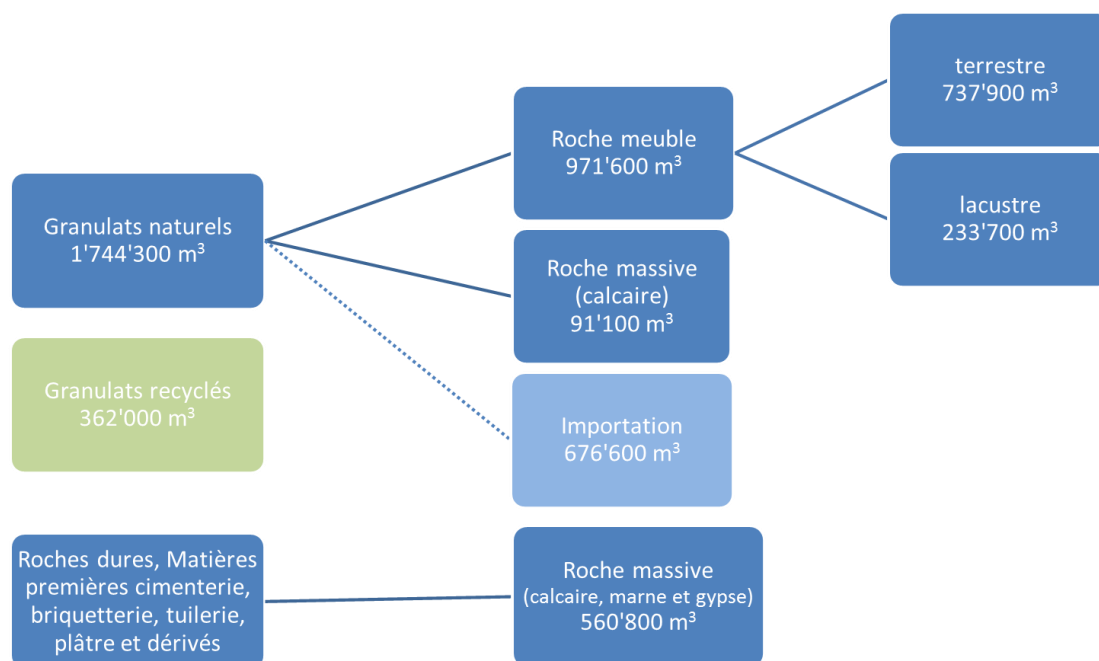 Granulats naturels
1'744'300 m³
Granulats recyclés
362'000 m³
Roches dures, Matières
premières cimenterie,
briquetterie, tuilerie,
plâtre et dérivés
Roche meuble
971'600 m³
Roche massive
(calcaire)
91'100 m³
Importation
676'600 m³
Roche massive
(calcaire, marne et gypse)
560'800 m³
terrestre
737'900 m³
lacustre
233'700 m³